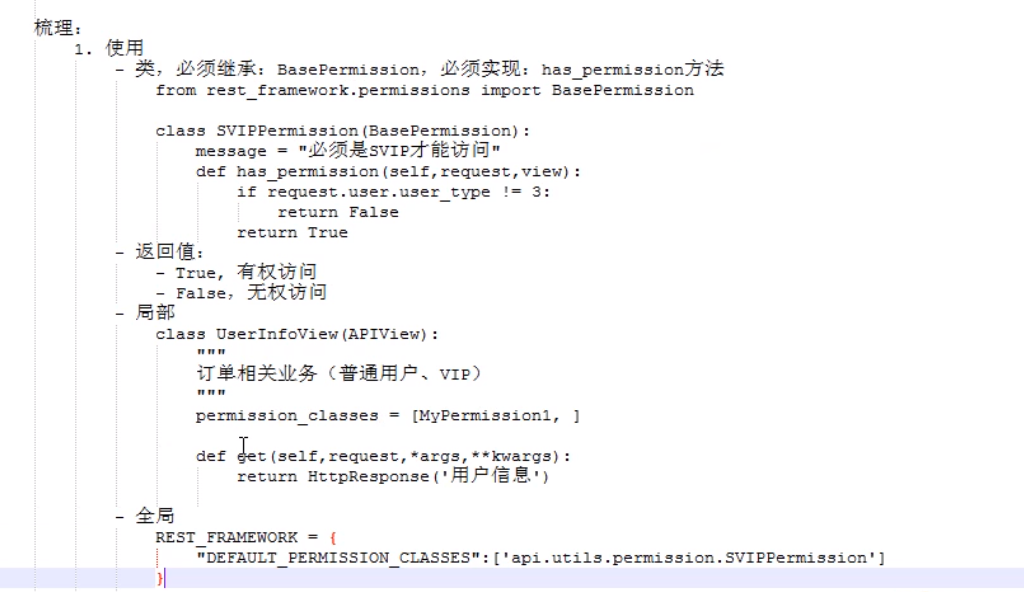 梳理:
1. 使用
- 类，必须继承：BasePermission，必须实现：has_permission方法
from rest_framework.permissions import BasePermission
class SVIPPermission(BasePermission):
message = "必须是SVIP才能访问"
def has_permission(self,request,view):
if request.user.user_type != 3:
return False
return True
- 返回值：
- True, 有权访问
- False，无权访问
- 局部
class UserInfoView(APIView):
"""
订单相关业务（普通用户、VIP）
"""
permission_classes = [MyPermission1, ]
def get(self,request,*args,**kwargs):
return HttpResponse('用户信息')
- 全局
REST_FRAMEWORK = {
"DEFAULT_PERMISSION_CLASSES":['api.utils.permission.SVIPPermission']
}